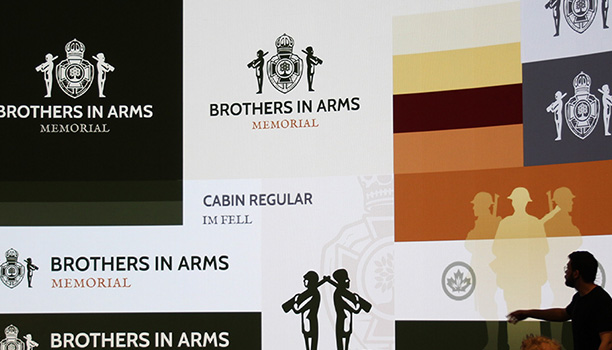 BROTHERS IN ARMS
MEMORIAL
BROTHERS IN ARMS
MEMORIAL
CABIN REGULAR
IM FELL
BROTHERS IN ARMS
MEMORIAL
BROTHERS IN ARMS